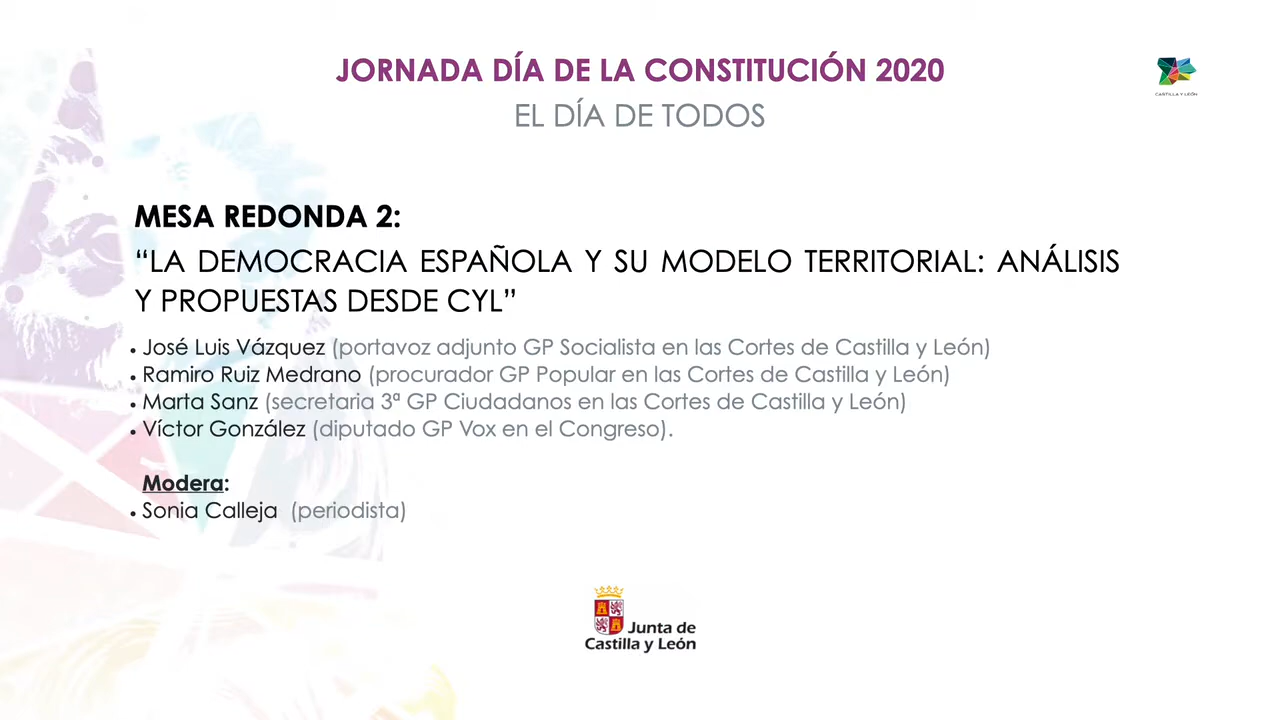 JORNADA DÍA DE LA CONSTITUCIÓN 2020
EL DÍA DE TODOS
CASTILLA Y LEÓN
MESA REDONDA 2:
“LA DEMOCRACIA ESPAÑOLA Y SU MODELO TERRITORIAL: ANÁLISIS
Y PROPUESTAS DESDE CYL”
• José Luis Vázquez (portavoz adjunto GP Socialista en las Cortes de Castilla y León)
• Ramiro Ruiz Medrano (procurador GP Popular en las Cortes de Castilla y León)
• Marta Sanz (secretaria 3ª GP Ciudadanos en las Cortes de Castilla y León)
• Víctor González (diputado GP Vox en el Congreso).
Modera:
• Sonia Calleja (periodista)
Junta de
Castilla y León